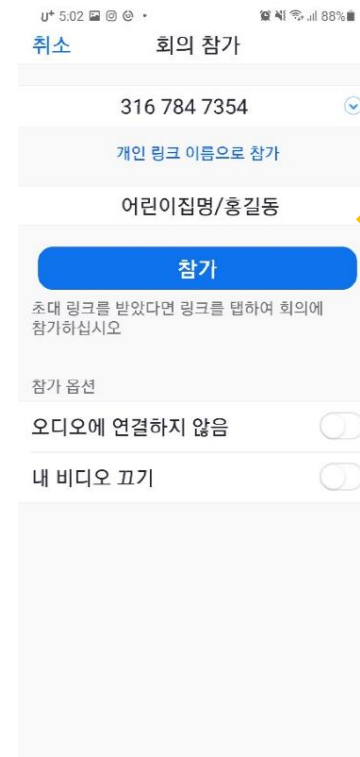 U+ 5:02 88%
취소 회의 참가
316 784 7354
개인 링크 이름으로 참가
어린이집명/홍길동
참가
초대 링크를 받았다면 링크를 탭하여 회의에
참가하십시오
참가 옵션
오디오에 연결하지 않음
내 비디오 끄기